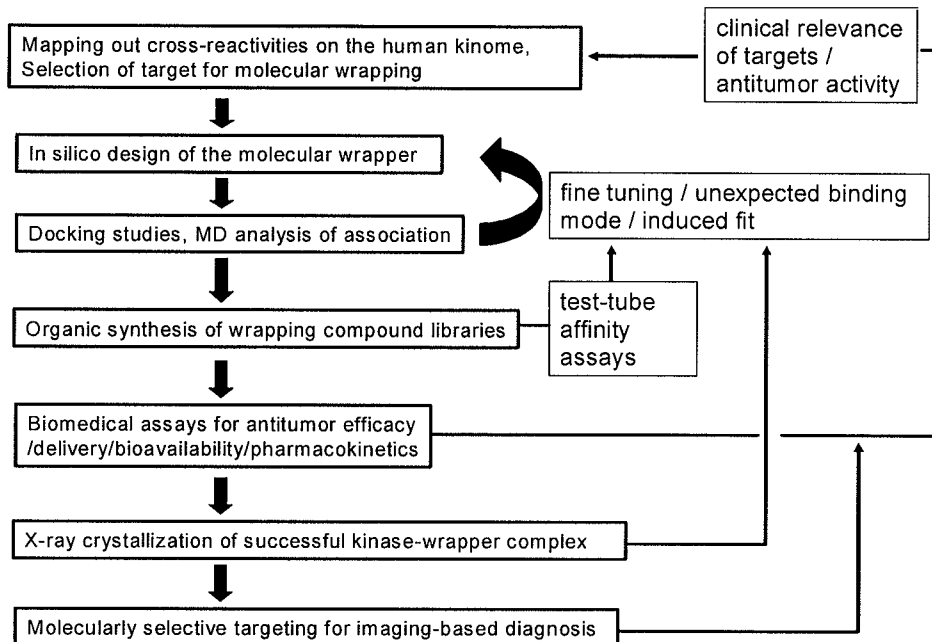 Mapping out cross-reactivities on the human kinome,
Selection of target for molecular wrapping
clinical relevance
of targets /
antitumor activity
In silico design of the molecular wrapper
fine tuning / unexpected binding
mode / induced fit
Docking studies, MD analysis of association
Organic synthesis of wrapping compound libraries
test-tube
affinity
assays
Biomedical assays for antitumor efficacy
/delivery/bioavailability/pharmacokinetics
X-ray crystallization of successful kinase-wrapper complex
Molecularly selective targeting for imaging-based diagnosis